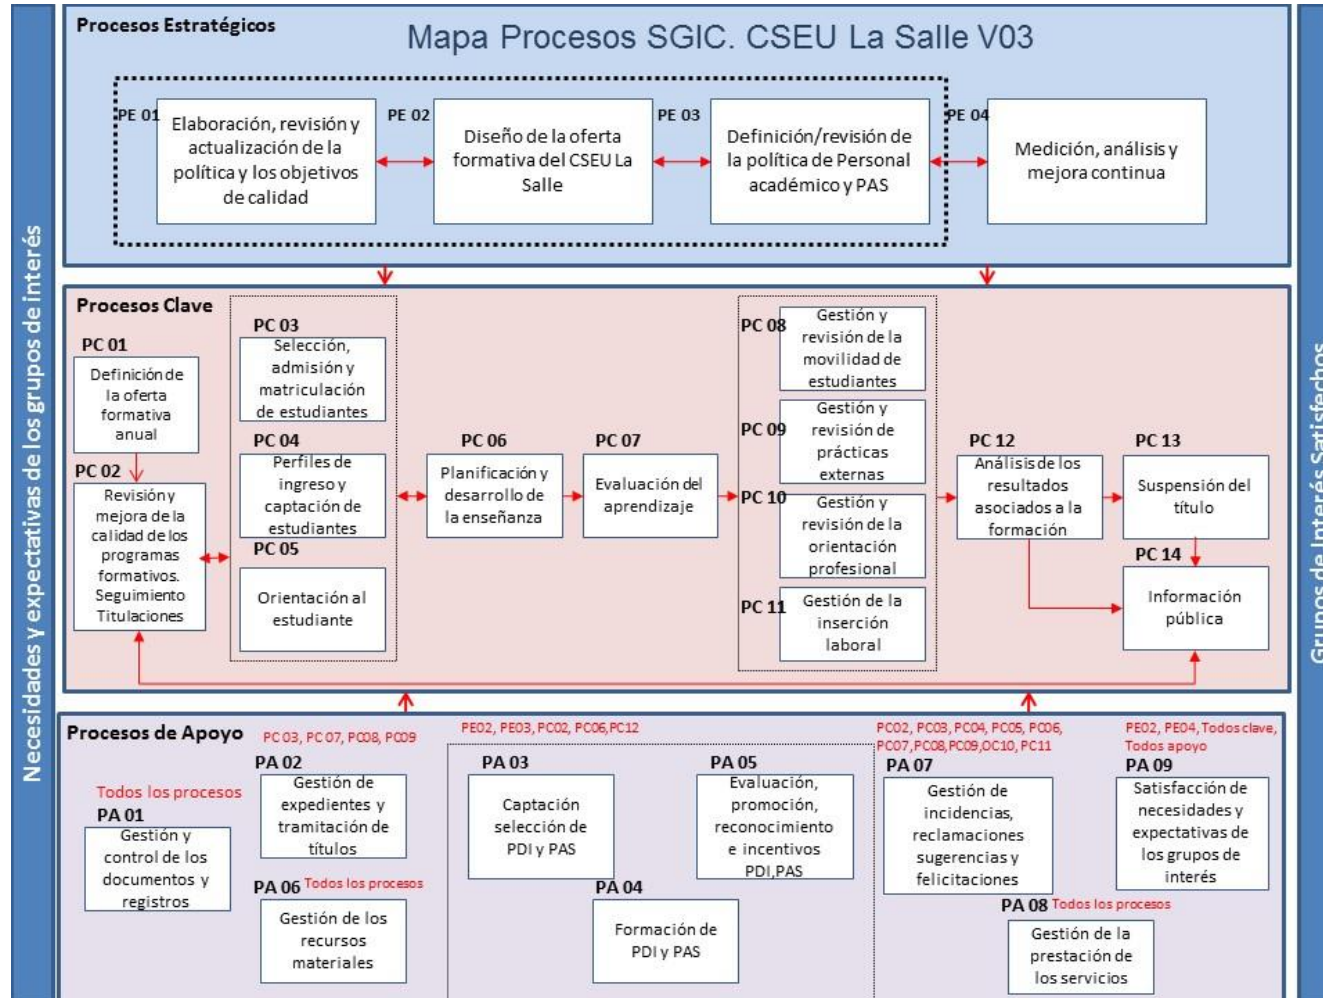 Procesos Estratégicos
Mapa Procesos SGIC. CSEU La Salle V03
PE 01
Elaboración, revisión y
actualización de la
política y los objetivos
de calidad
PE 02
Diseño de la oferta
formativa del CSEU La
Salle
PE 03
Definición/revisión de
la política de Personal
académico y PAS
PE 04
Medición, análisis y
mejora continua
Necesidades y expectativas de los grupos de interés
Grupos de Interés Satisfechos
Procesos Clave
PC 01
Definición de
la oferta
formativa
anual
PC 02
Revisión y
mejora de la
calidad de los
programas
formativos.
Seguimiento
Titulaciones
PC 03
Selección,
admisión y
matriculación
de estudiantes
PC 04
Perfiles de
ingreso y
captación de
estudiantes
PC 05
Orientación al
estudiante
PC 06
Planificación y
desarrollo de
la enseñanza
PC 07
Evaluación del
aprendizaje
PC 08
Gestión y
revisión de la
movilidad de
estudiantes
PC 09
Gestión y
revisión de
prácticas
externas
PC 10
Gestión y
revisión de la
orientación
profesional
PC 11
Gestión de la
inserción
laboral
PC 12
Análisis de los
resultados
asociados a la
formación
PC 13
Suspensión del
título
PC 14
Información
pública
Procesos de Apoyo
Todos los procesos
PA 01
Gestión y
control de los
documentos y
registros
PC 03, PC 07, PC08, PC09
PA 02
Gestión de
expedientes y
tramitación de
títulos
PA 06 Todos los procesos
Gestión de los
recursos
materiales
PE02, PE03, PC02, PC06,PC12
PA 03
Captación
selección de
PDI y PAS
PA 04
Formación de
PDI y PAS
PA 05
Evaluación,
promoción,
reconocimiento
e incentivos
PDI,PAS
PC02, PC03, PC04, PC05, PC06,
PC07,PC08,PC09,OC10, PC11
PA 07
Gestión de
incidencias,
reclamaciones
sugerencias y
felicitaciones
PA 08 Todos los procesos
Gestión de la
prestación de
los servicios
PE02, PE04, Todos clave,
Todos apoyo
PA 09
Satisfacción de
necesidades y
expectativas de
los grupos de
interés